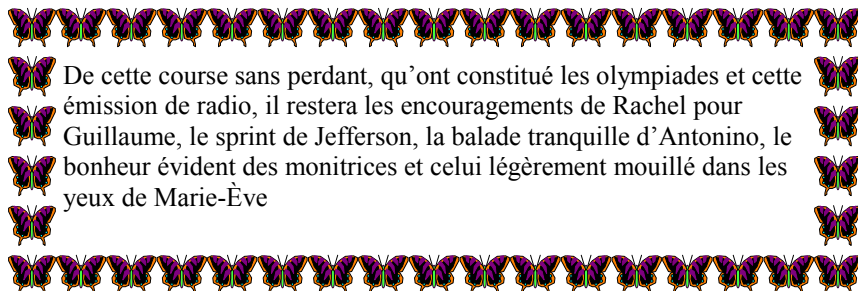 De cette course sans perdant, qu’ont constitué les olympiades et cette
émission de radio, il restera les encouragements de Rachel pour
Guillaume, le sprint de Jefferson, la balade tranquille d’Antonino, le
bonheur évident des monitrices et celui légèrement mouillé dans les
yeux de Marie-Ève